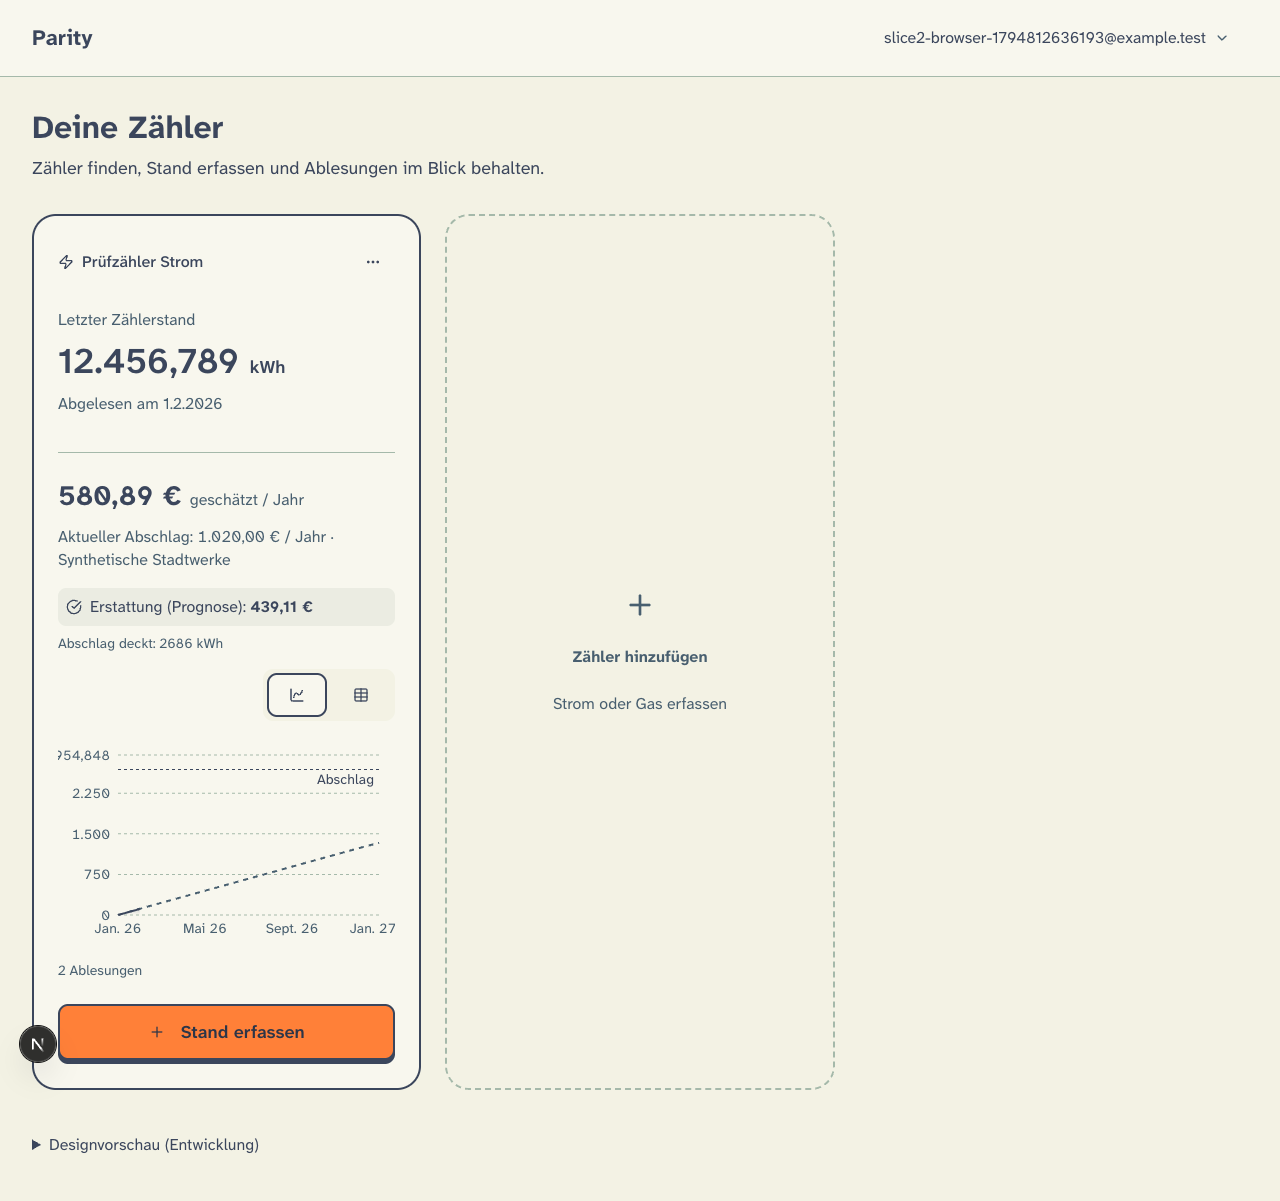 Parity
slice2-browser-1794812636193@example.test
Deine Zähler
Zähler finden, Stand erfassen und Ablesungen im Blick behalten.
Prüfzähler Strom
Letzter Zählerstand
12.456,789 kWh
Abgelesen am 1.2.2026
580,89 € geschätzt / Jahr
Aktueller Abschlag: 1.020,00 € / Jahr ·
Synthetische Stadtwerke
Erstattung (Prognose): 439,11 €
Abschlag deckt: 2686 kWh
954,848
Abschlag
2.250
1.500
750
0
Jan. 26 Mai 26 Sept. 26 Jan. 27
2 Ablesungen
Stand erfassen
Zähler hinzufügen
Strom oder Gas erfassen
N
Designvorschau (Entwicklung)